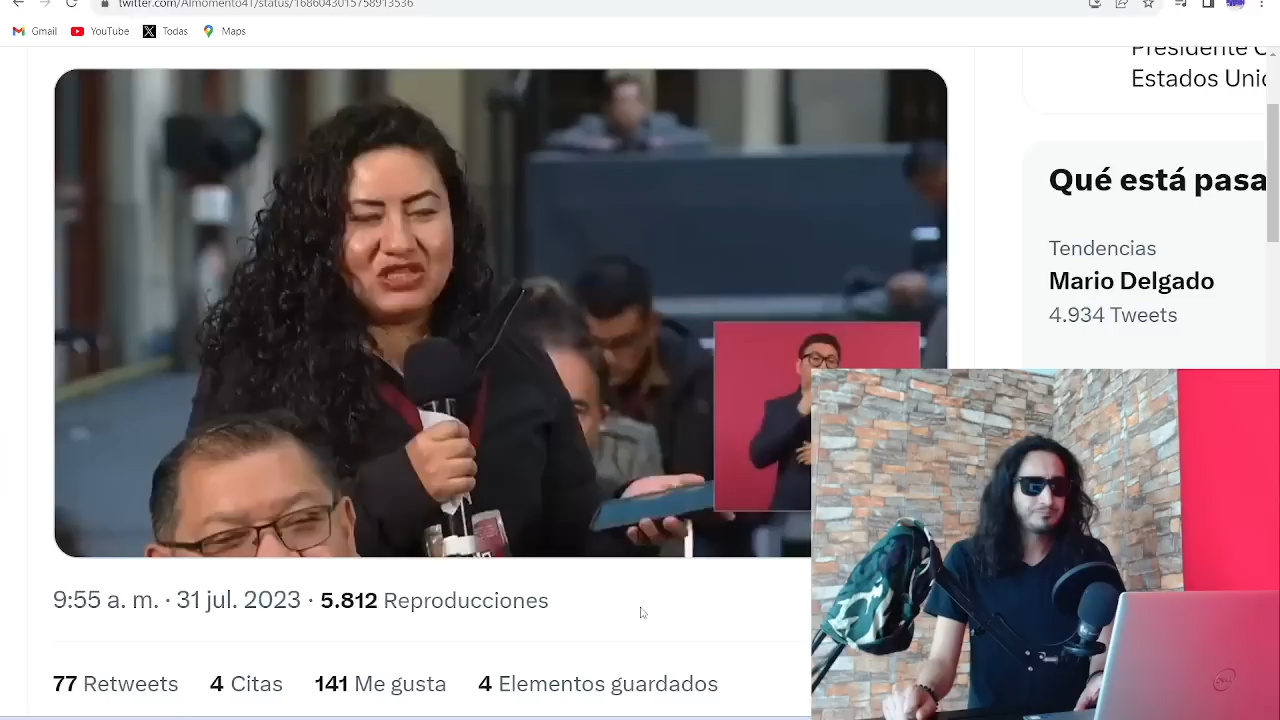 twitter.com/Almomento41/status/1686043015758913536
Gmail YouTube Todas Maps
Presidente
Estados Uni
Qué está pasa
Tendencias
Mario Delgado
4.934 Tweets
9:55 a. m. · 31 jul. 2023 · 5.812 Reproducciones
77 Retweets 4 Citas 141 Me gusta 4 Elementos guardados
DELL